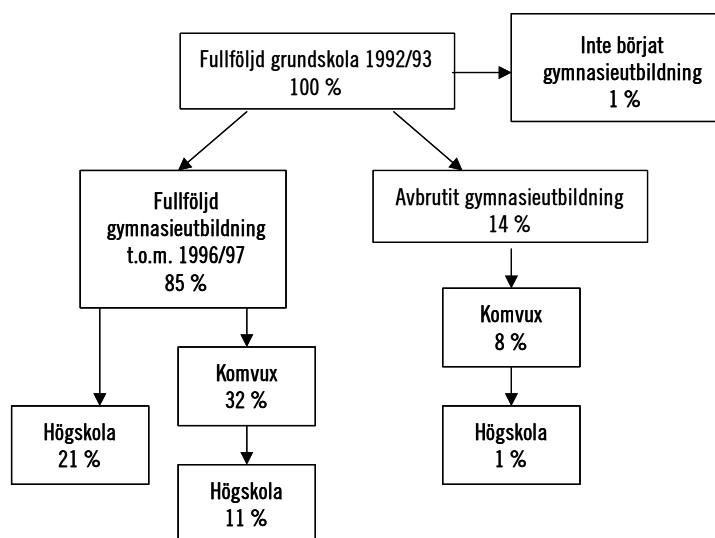 Fullföljd grundskola 1992/93
100 %
Inte börjat
gymnasieutbildning
1 %
Fullföljd
gymnasieutbildning
t.o.m. 1996/97
85 %
Avbrutit gymnasieutbildning
14 %
Komvux
8 %
Komvux
32 %
Högskola
21 %
Högskola
1 %
Högskola
11 %